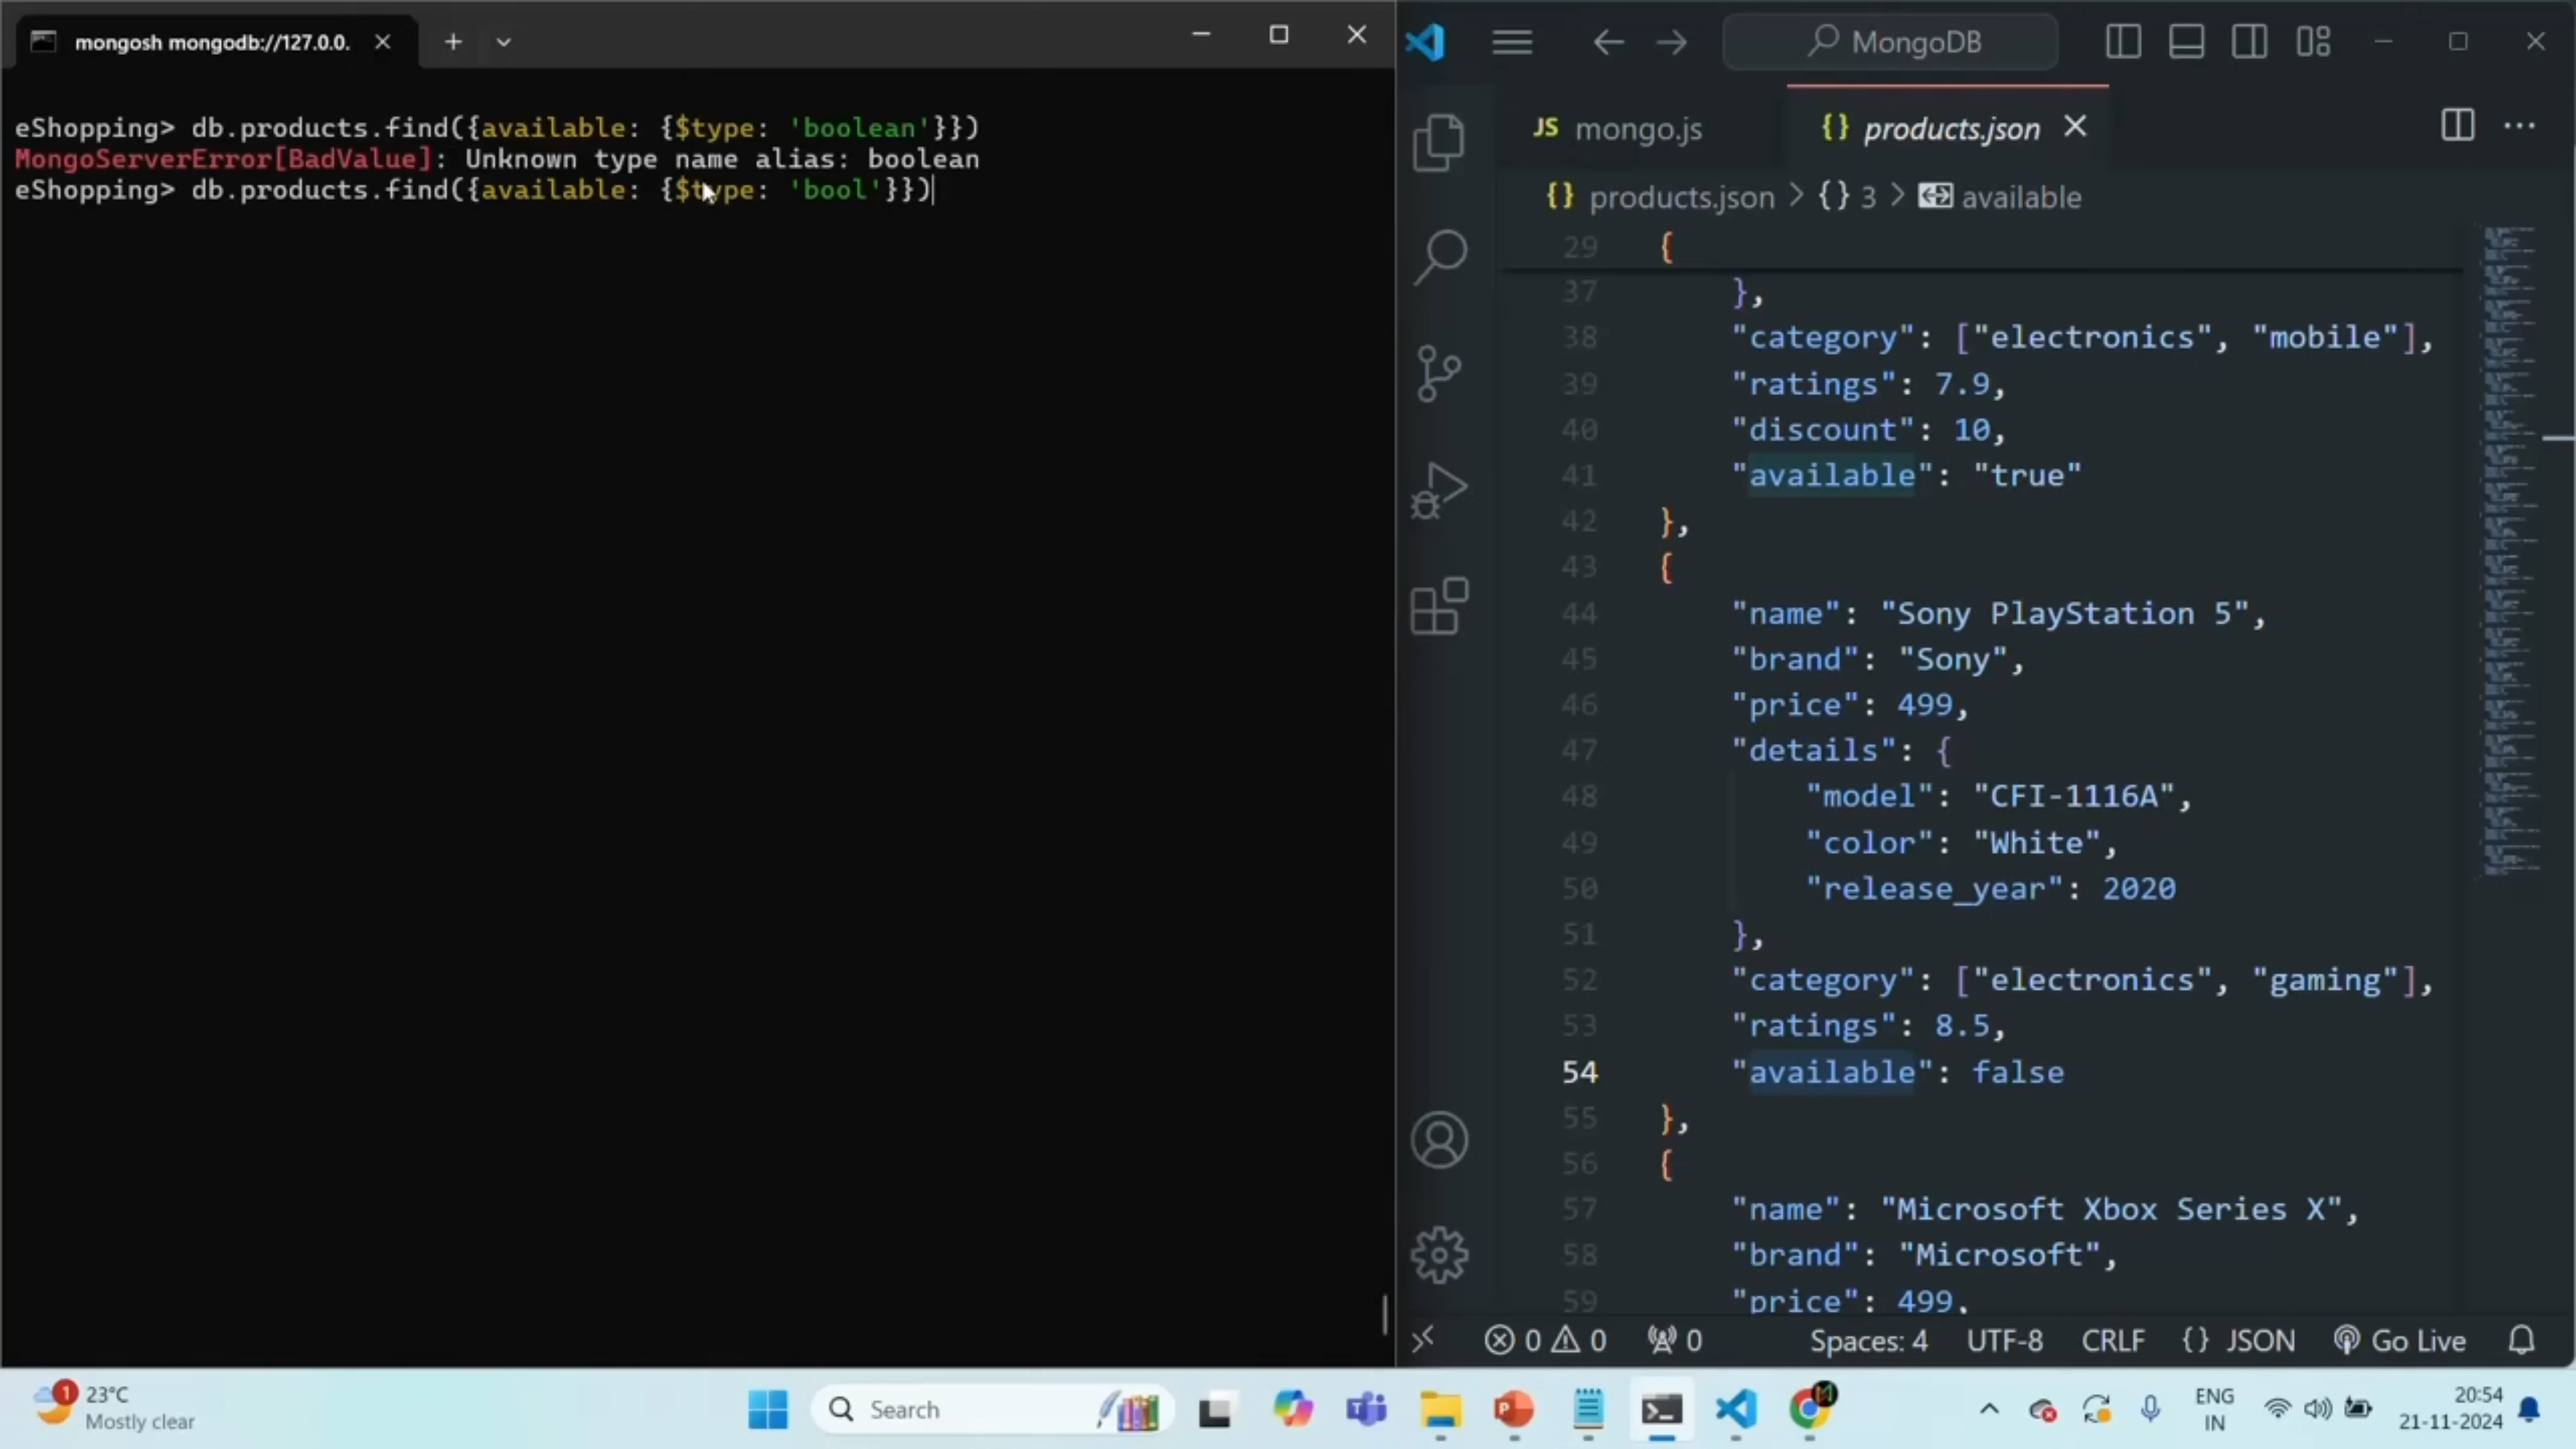 mongosh mongodb://127.0.0.
eShopping> db.products.find({available: {$type: 'boolean'}})
MongoServerError[BadValue]: Unknown type name alias: boolean
eShopping> db.products.find({available: {$type: 'bool'}})
MongoDB
JS mongo.js
{} products.json
{} products.json > {} 3 > available
29 {
37 },
38 "category": ["electronics", "mobile"],
39 "ratings": 7.9,
40 "discount": 10,
41 "available": "true"
42 },
43 {
44 "name": "Sony PlayStation 5",
45 "brand": "Sony",
46 "price": 499,
47 "details": {
48 "model": "CFI-1116A",
49 "color": "White",
50 "release_year": 2020
51 },
52 "category": ["electronics", "gaming"],
53 "ratings": 8.5,
54 "available": false
55 },
56 {
57 "name": "Microsoft Xbox Series X",
58 "brand": "Microsoft",
59 "price": 499,
0 0 0 Spaces: 4 UTF-8 CRLF {} JSON Go Live
1
23°C
Mostly clear
Search
ENG
IN
20:54
21-11-2024